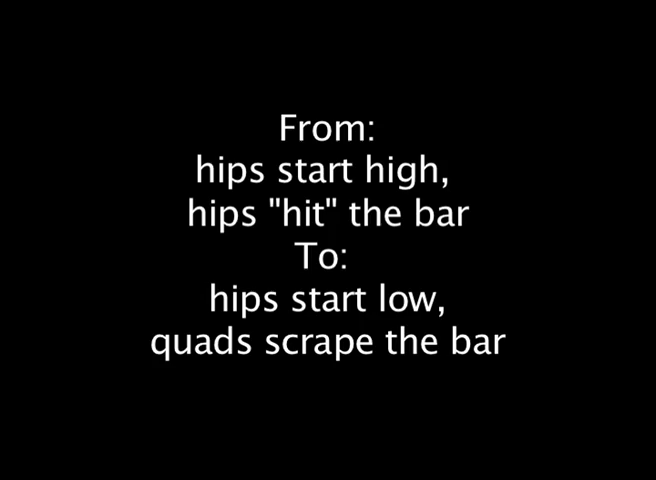 From:
hips start high,
hips "hit" the bar
To:
hips start low,
quads scrape the bar